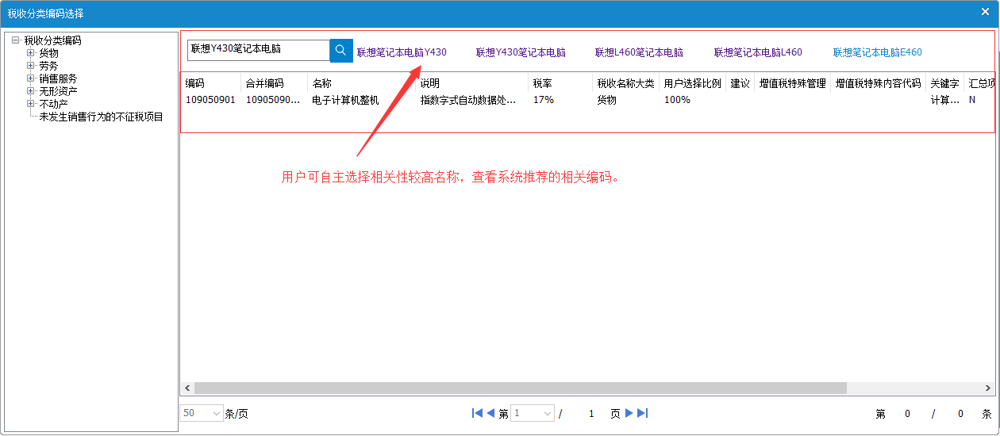 税收分类编码选择
税收分类编码
货物
劳务
销售服务
无形资产
不动产
未发生销售行为的不征税项目
联想Y430笔记本电脑 联想笔记本电脑Y430 联想Y430笔记本电脑 联想L460笔记本电脑 联想笔记本电脑L460 联想笔记本电脑E460
编码 合并编码 名称 说明 税率 税收名称大类 用户选择比例 建议 增值税特殊管理 增值税特殊内容代码 关键字 汇总项
109050901 10905090... 电子计算机整机 指数字式自动数据处... 17% 货物 100% 计算... N
用户可自主选择相关性较高名称，查看系统推荐的相关编码。
50 条/页 第 1 / 1 页 第 0 / 0 条